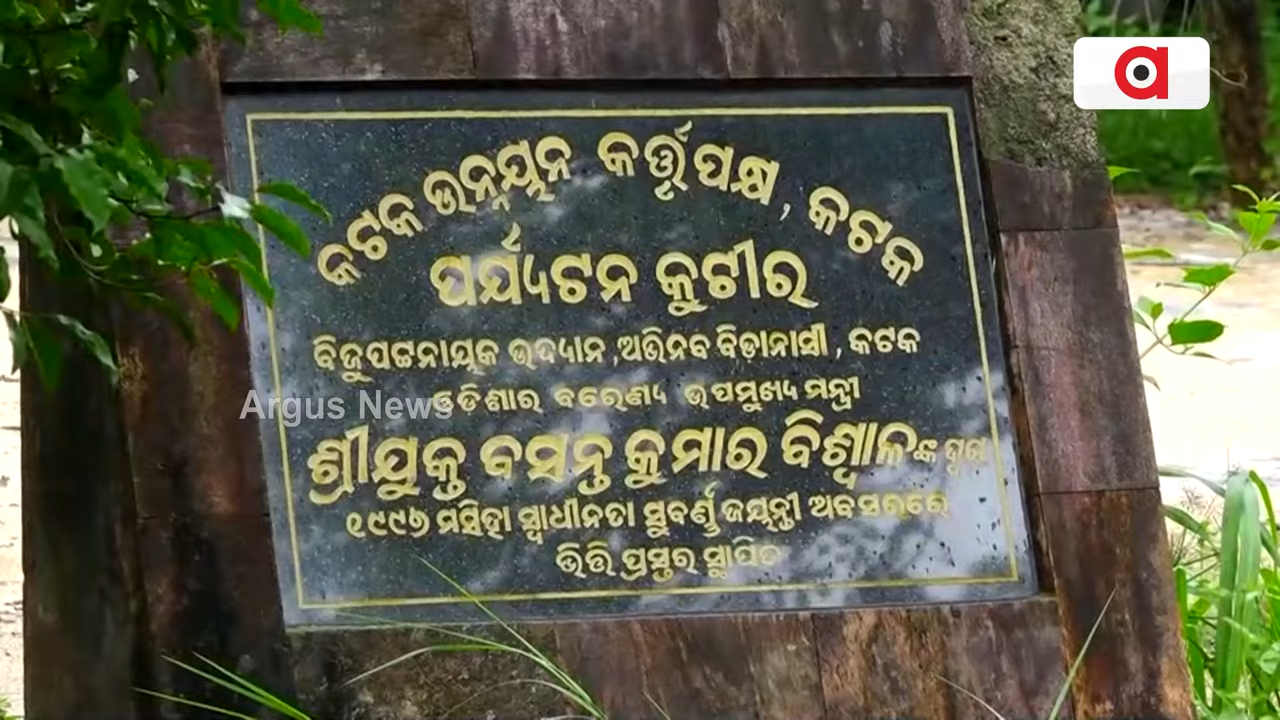 କଟକ ଉନ୍ନୟନ କର୍ତ୍ତୃପକ୍ଷ, କଟକ
ପର୍ଯ୍ୟଟନ କୁଟୀର
ବିଜୁପଟ୍ଟନାୟକ ଉଦ୍ୟାନ, ଅଭିନବ ବିଡ଼ାନାସୀ, କଟକ
ଓଡିଶାର ବରେଣ୍ୟ ଉପମୁଖ୍ୟ ମନ୍ତ୍ରୀ
Argus News
ଶ୍ରୀଯୁକ୍ତ ବସନ୍ତ କୁମାର ବିଶ୍ୱାଳଙ୍କ ଦ୍ୱାରା
୧୯୯୬ ମସିହା ସ୍ୱାଧୀନତା ସୁବର୍ଣ୍ଣ ଜୟନ୍ତୀ ଅବସରରେ
ଭିତ୍ତି ପ୍ରସ୍ତର ସ୍ଥାପିତ